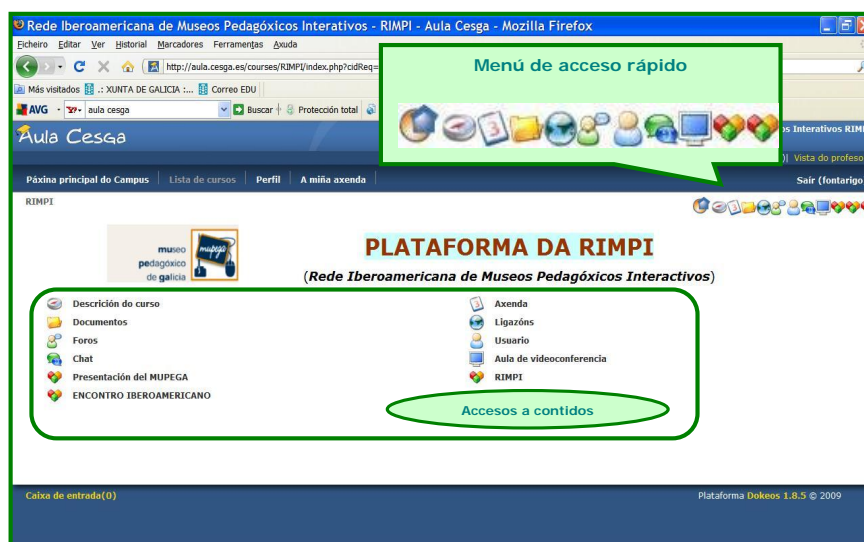 Rede Iberoamericana de Museos Pedagóxicos Interativos - RIMPI - Aula Cesga - Mozilla Firefox
Eicheiro Editar Ver Historial Marcadores Ferramentas Axuda
http://aula.cesga.es/courses/RIMPI/index.php?cidReq=
Más visitados .: XUNTA DE GALICIA :... Correo EDU
AVG aula cesga Buscar Protección total
Menú de acceso rápido
Aula Cesga
os Interativos RIM
Vista do profeso
Páxina principal do Campus Lista de cursos Perfil A miña axenda
Saír (fontarigo
RIMPI
museo
pedagóxico
de galicia
mupega
PLATAFORMA DA RIMPI
(Rede Iberoamericana de Museos Pedagóxicos Interactivos)
Descrición do curso
Axenda
Documentos
Ligazóns
Foros
Usuario
Chat
Aula de videoconferencia
Presentación del MUPEGA
RIMPI
ENCONTRO IBEROAMERICANO
Accesos a contidos
Caixa de entrada(0)
Plataforma Dokeos 1.8.5 © 2009